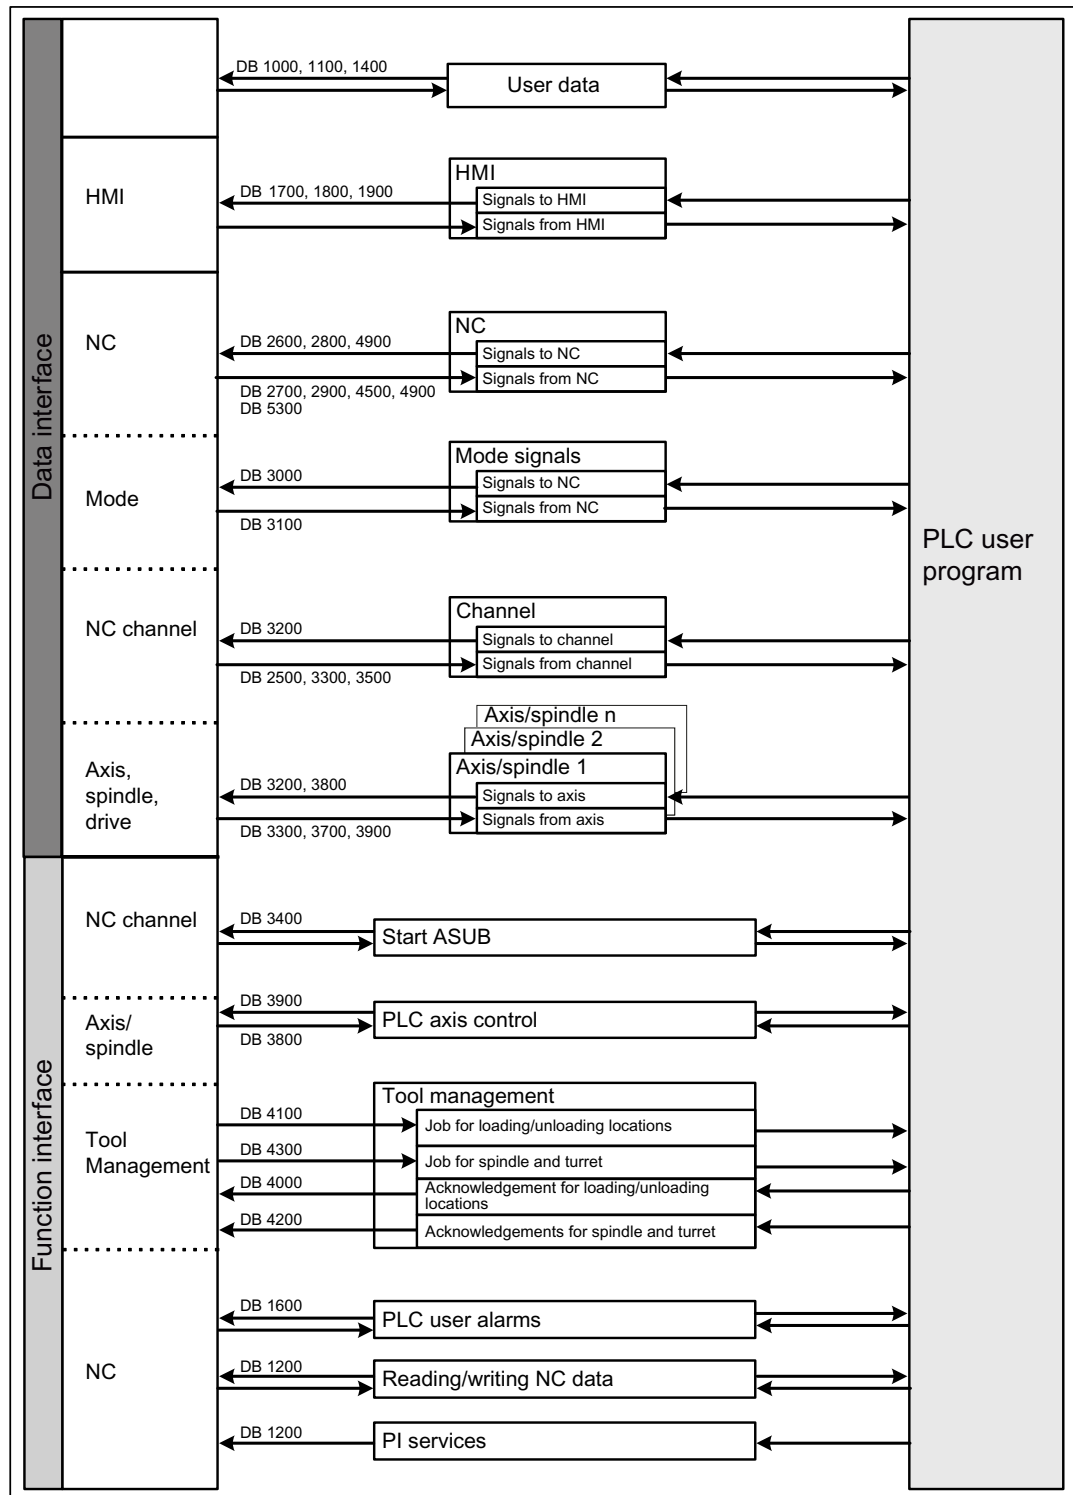 Data interface
DB 1000, 1100, 1400
User data
HMI
DB 1700, 1800, 1900
HMI
Signals to HMI
Signals from HMI
NC
DB 2600, 2800, 4900
DB 2700, 2900, 4500, 4900
DB 5300
NC
Signals to NC
Signals from NC
Mode
DB 3000
DB 3100
Mode signals
Signals to NC
Signals from NC
PLC user
program
NC channel
DB 3200
DB 2500, 3300, 3500
Channel
Signals to channel
Signals from channel
Axis,
spindle,
drive
DB 3200, 3800
DB 3300, 3700, 3900
Axis/spindle n
Axis/spindle 2
Axis/spindle 1
Signals to axis
Signals from axis
Function interface
NC channel
DB 3400
Start ASUB
Axis/
spindle
DB 3900
DB 3800
PLC axis control
Tool
Management
DB 4100
DB 4300
DB 4000
DB 4200
Tool management
Job for loading/unloading locations
Job for spindle and turret
Acknowledgement for loading/unloading
locations
Acknowledgements for spindle and turret
NC
DB 1600
PLC user alarms
DB 1200
Reading/writing NC data
DB 1200
PI services